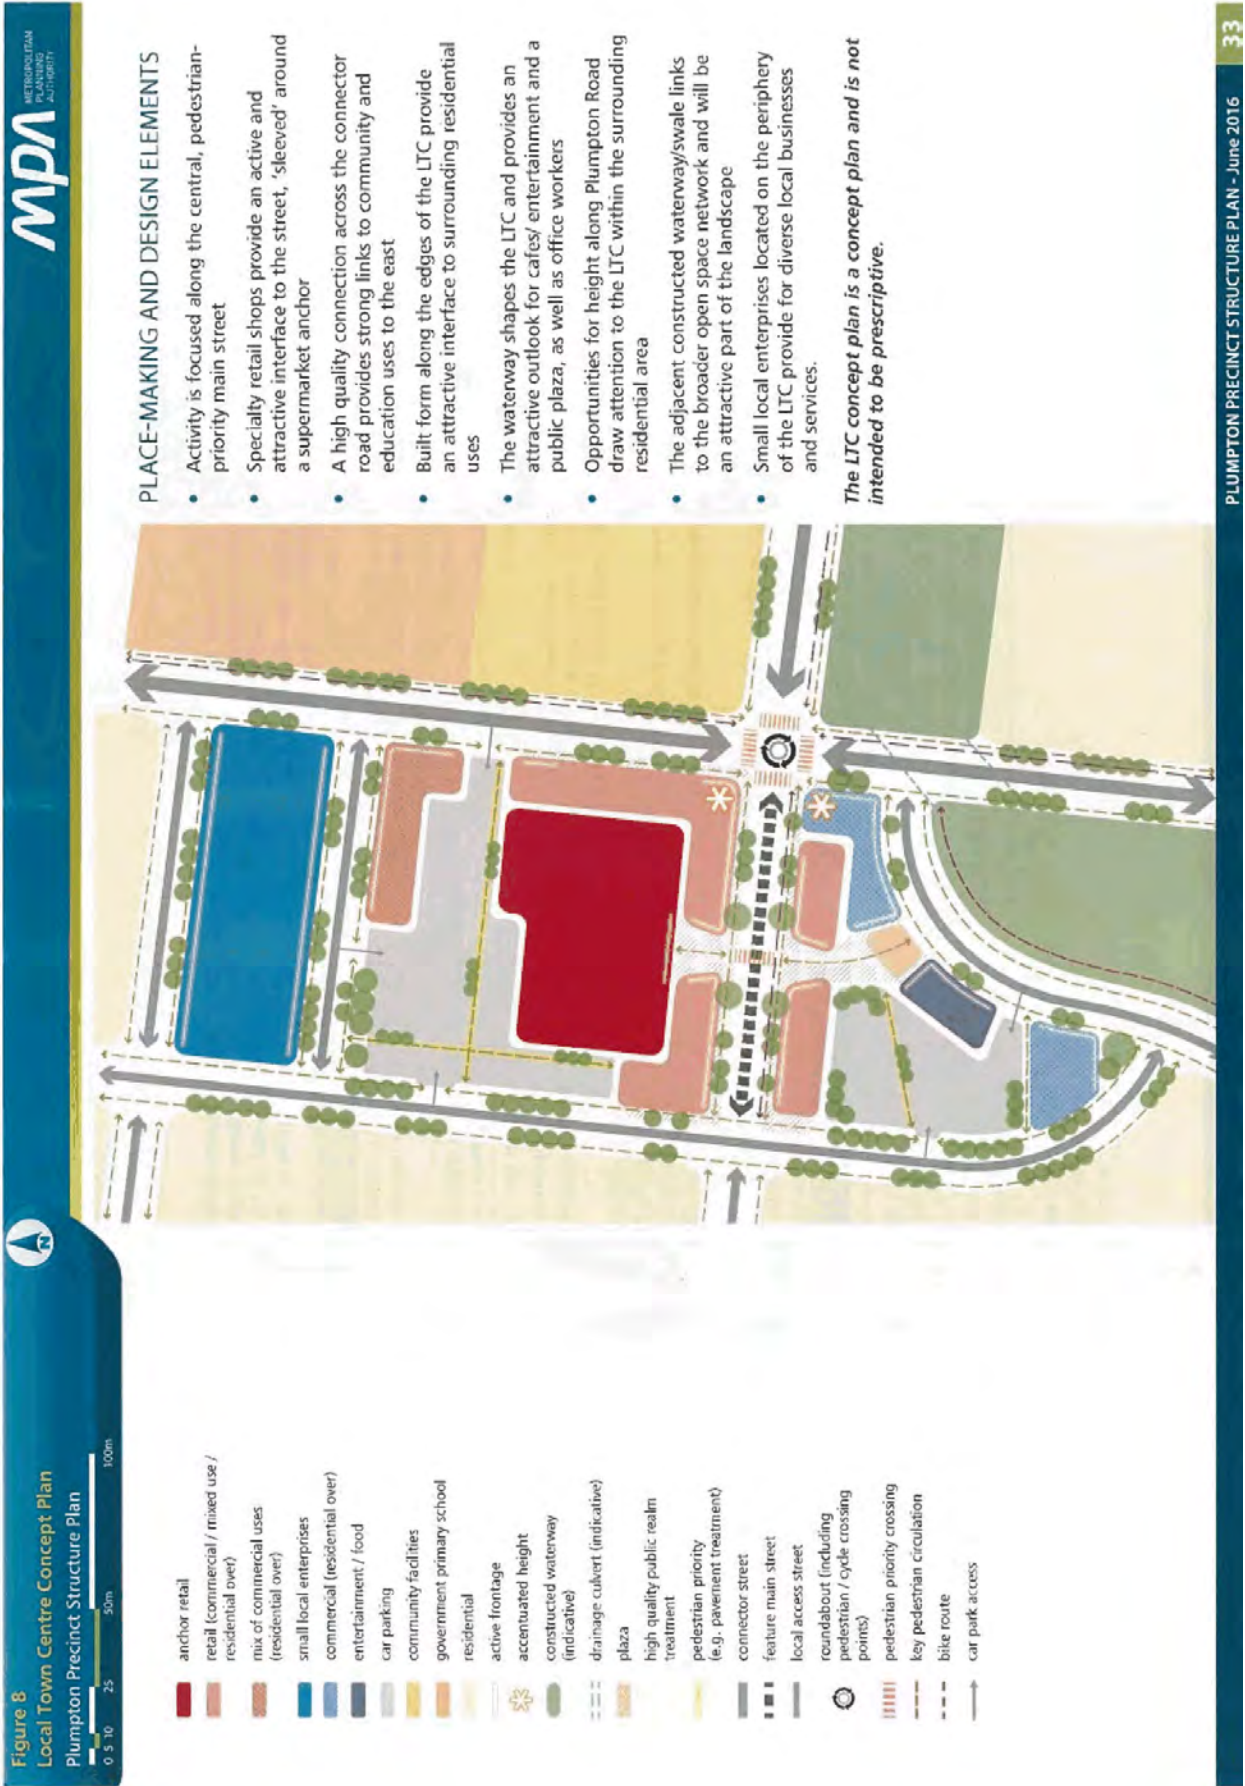 Figure 8
Local Town Centre Concept Plan
Plumpton Precinct Structure Plan
0 5 10 25 50m 100m
N
mpa
METROPOLITAN
PLANNING
AUTHORITY
anchor retail
retail (commercial / mixed use /
residential over)
mix of commercial uses
(residential over)
small local enterprises
commercial (residential over)
entertainment / food
car parking
community facilities
government primary school
residential
active frontage
accentuated height
constructed waterway
(indicative)
drainage culvert (indicative)
plaza
high quality public realm
treatment
pedestrian priority
(e.g. pavement treatment)
connector street
feature main street
local access street
roundabout (including
pedestrian / cycle crossing
points)
pedestrian priority crossing
key pedestrian circulation
bike route
car park access
PLACE-MAKING AND DESIGN ELEMENTS
• Activity is focused along the central, pedestrian-
priority main street
• Specialty retail shops provide an active and
attractive interface to the street, 'sleeved' around
a supermarket anchor
• A high quality connection across the connector
road provides strong links to community and
education uses to the east
• Built form along the edges of the LTC provide
an attractive interface to surrounding residential
uses
• The waterway shapes the LTC and provides an
attractive outlook for cafes/ entertainment and a
public plaza, as well as office workers
• Opportunities for height along Plumpton Road
draw attention to the LTC within the surrounding
residential area
• The adjacent constructed waterway/swale links
to the broader open space network and will be
an attractive part of the landscape
• Small local enterprises located on the periphery
of the LTC provide for diverse local businesses
and services.
The LTC concept plan is a concept plan and is not
intended to be prescriptive.
PLUMPTON PRECINCT STRUCTURE PLAN - June 2016
33